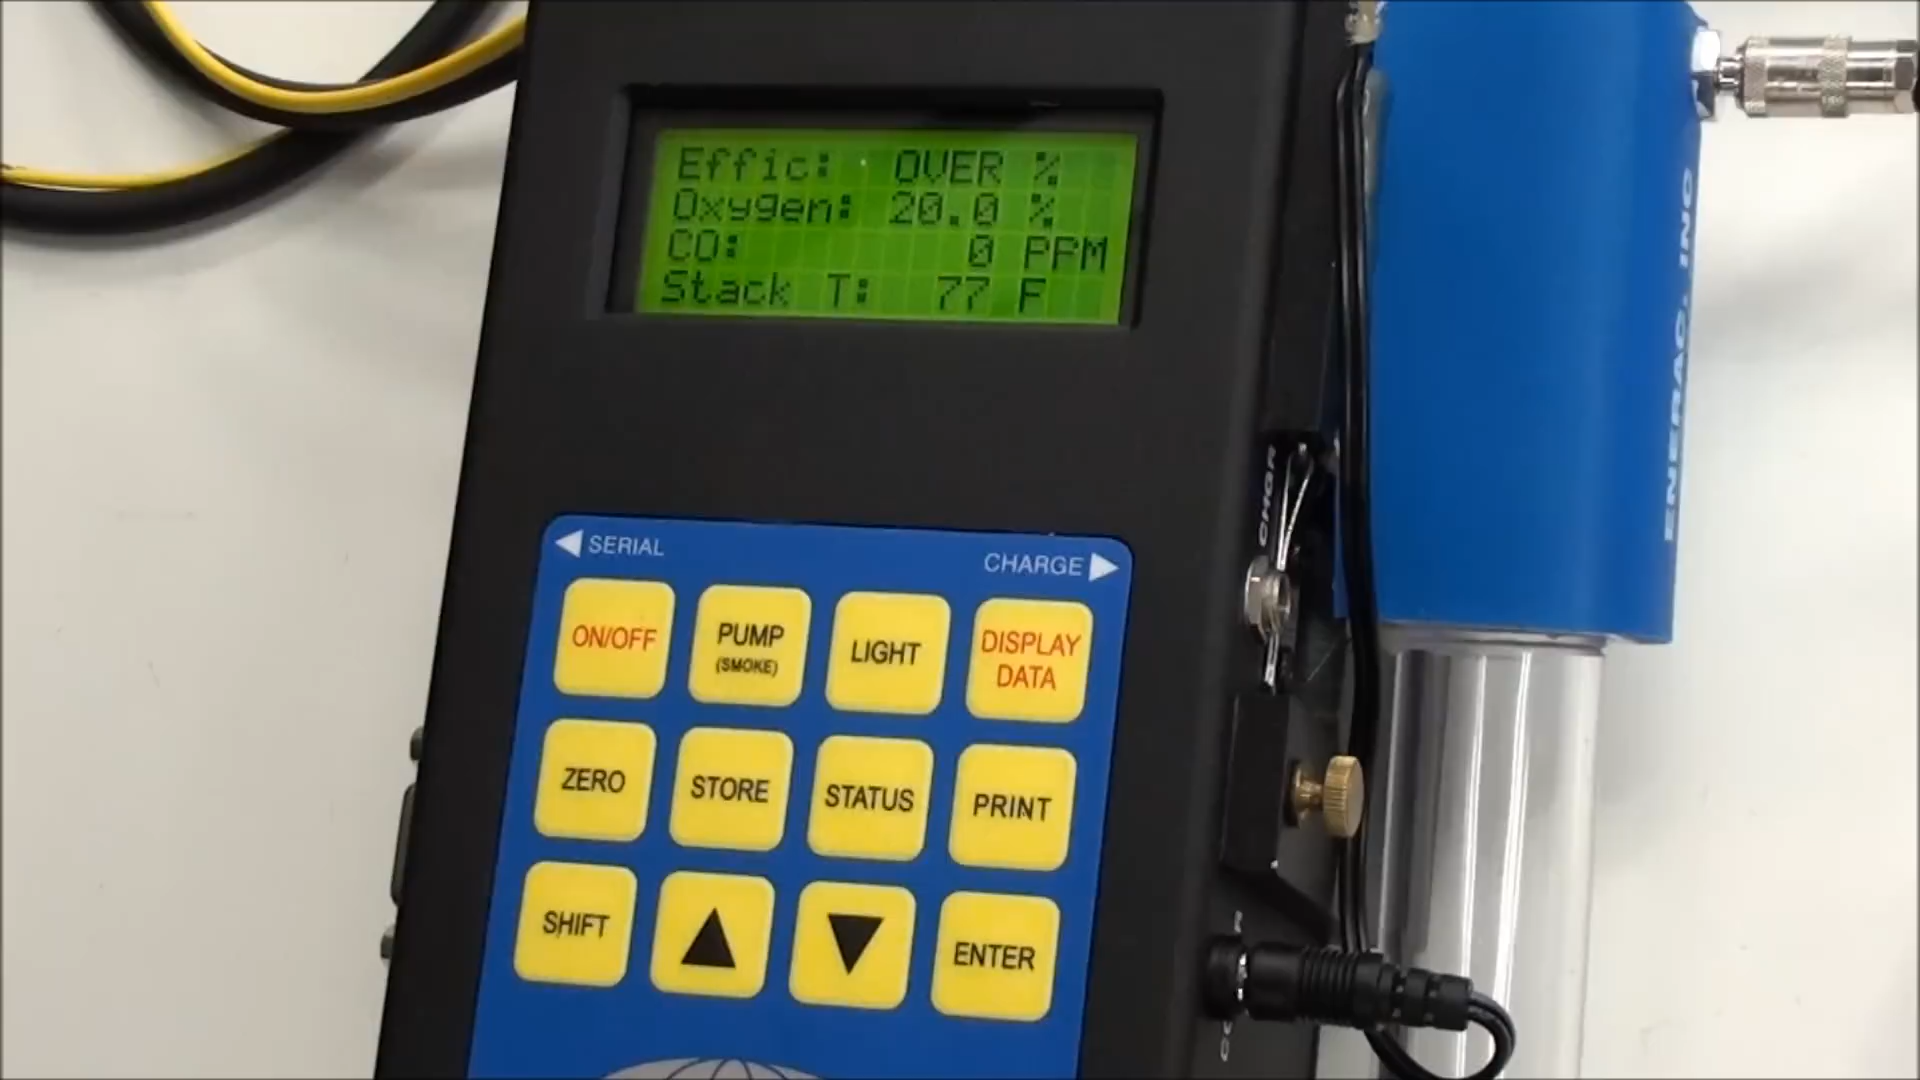 Effic: OVER %
Oxygen: 20.0 %
CO: 0 PPM
Stack T: 77 F
ENERAC, INC
CHGR
◀ SERIAL
CHARGE ▶
ON/OFF
PUMP
(SMOKE)
LIGHT
DISPLAY
DATA
ZERO
STORE
STATUS
PRINT
SHIFT
▲
▼
ENTER